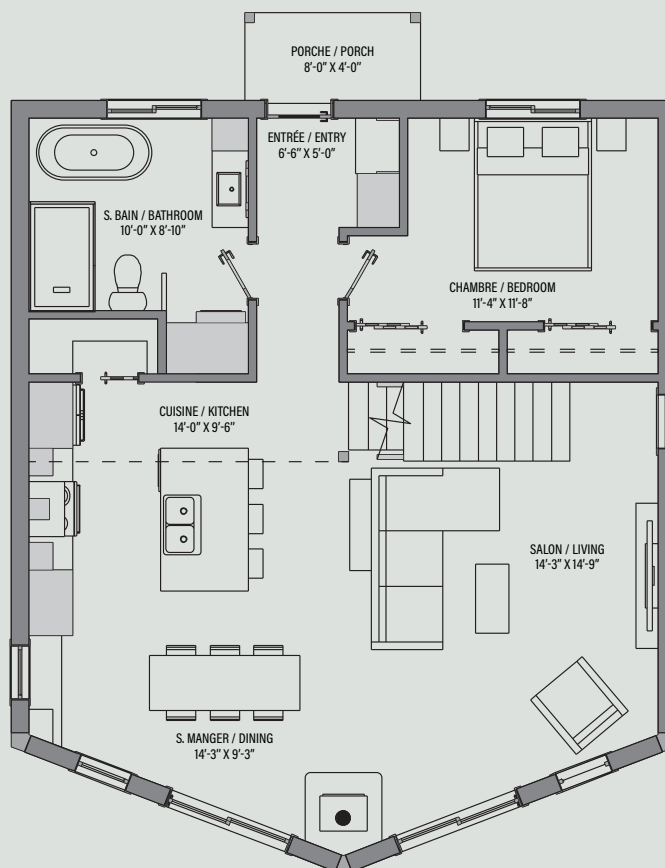 PORCHE / PORCH
8'-0" X 4'-0"
ENTRÉE / ENTRY
6'-6" X 5'-0"
S. BAIN / BATHROOM
10'-0" X 8'-10"
CHAMBRE / BEDROOM
11'-4" X 11'-8"
CUISINE / KITCHEN
14'-0" X 9'-6"
SALON / LIVING
14'-3" X 14'-9"
S. MANGER / DINING
14'-3" X 9'-3"